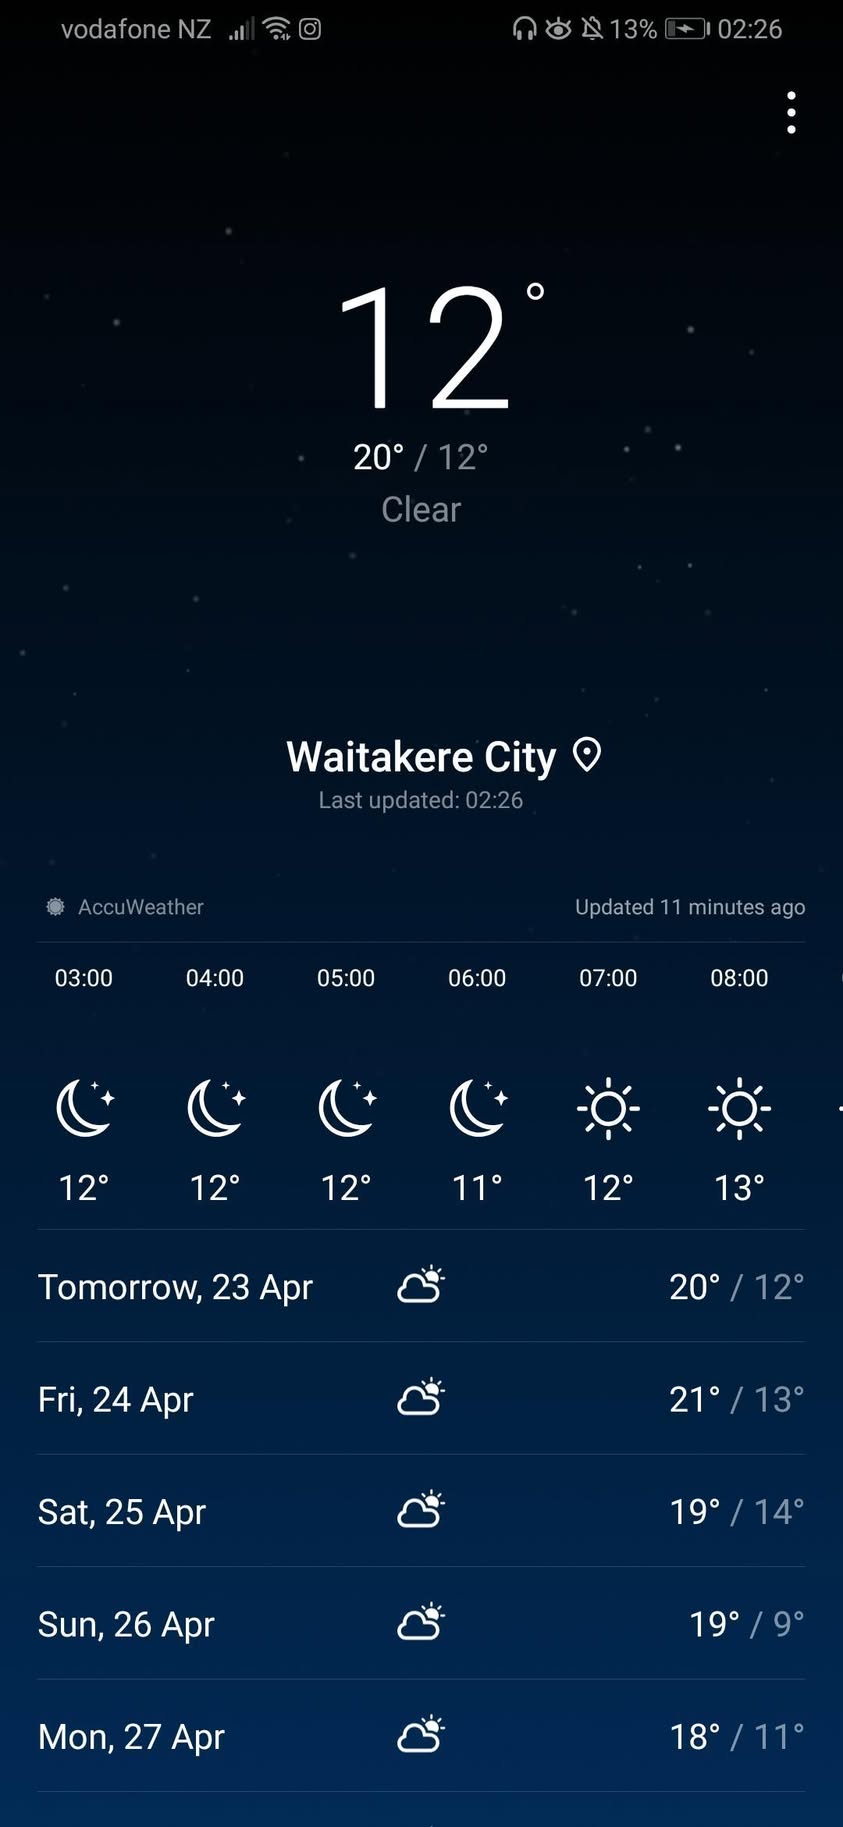 vodafone NZ 13% 02:26
12°
20° / 12°
Clear
Waitakere City
Last updated: 02:26
AccuWeather Updated 11 minutes ago
03:00 04:00 05:00 06:00 07:00 08:00
12° 12° 12° 11° 12° 13°
Tomorrow, 23 Apr 20° / 12°
Fri, 24 Apr 21° / 13°
Sat, 25 Apr 19° / 14°
Sun, 26 Apr 19° / 9°
Mon, 27 Apr 18° / 11°